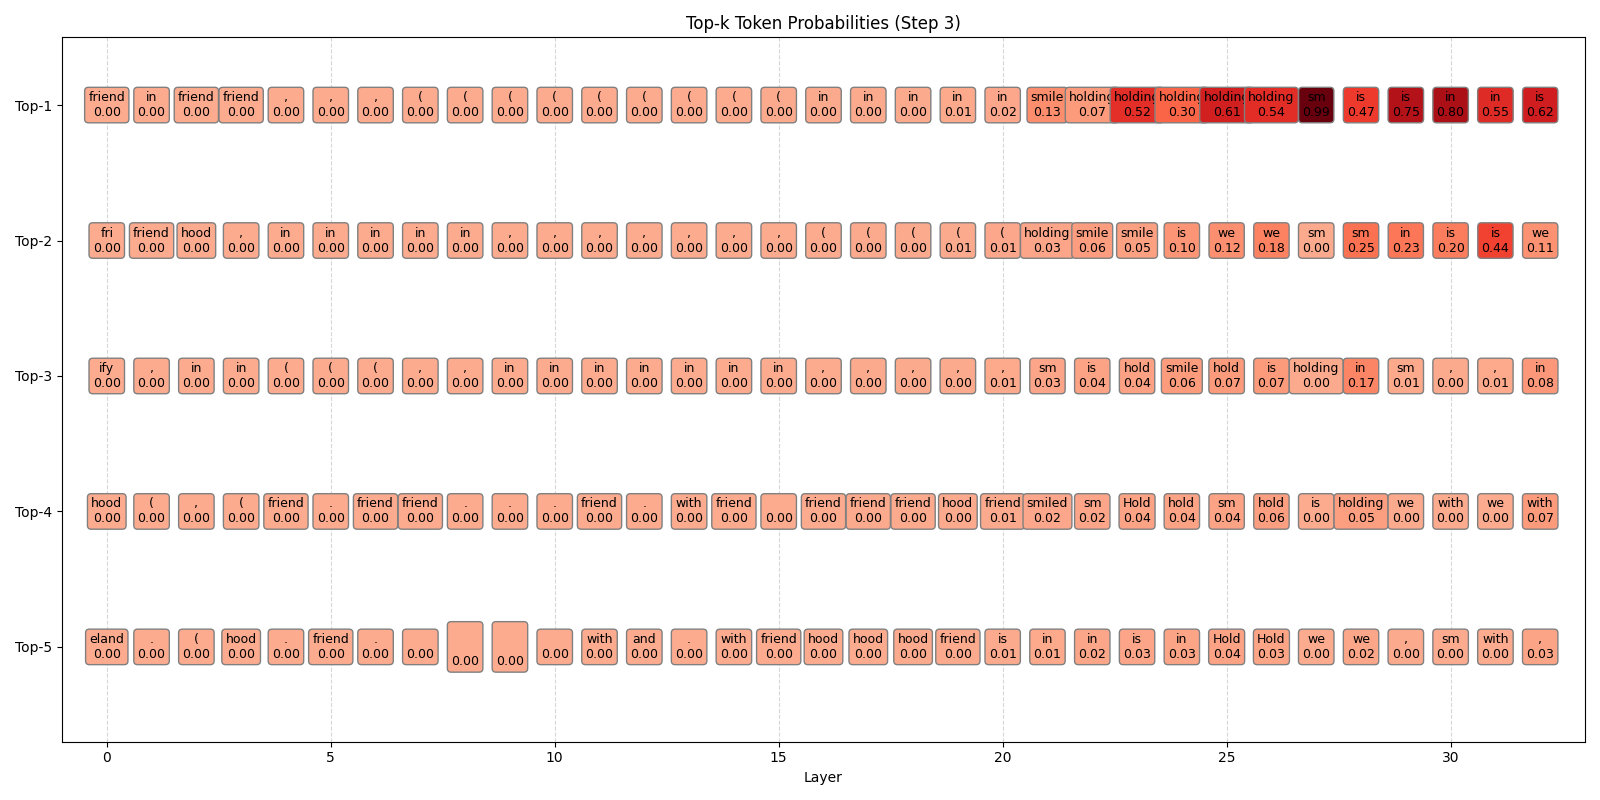 Top-k Token Probabilities (Step 3)
Top-1
friend in friend friend , , , ( ( ( ( ( ( ( ( ( in in in in in smile holding holding holding holding holding sm is is in in is
0.00 0.00 0.00 0.00 0.00 0.00 0.00 0.00 0.00 0.00 0.00 0.00 0.00 0.00 0.00 0.00 0.00 0.00 0.00 0.01 0.02 0.13 0.07 0.52 0.30 0.61 0.54 0.99 0.47 0.75 0.80 0.55 0.62
Top-2
fri friend hood , in in in in in , , , , , , , ( ( ( ( ( holding smile smile is we we sm sm in is is we
0.00 0.00 0.00 0.00 0.00 0.00 0.00 0.00 0.00 0.00 0.00 0.00 0.00 0.00 0.00 0.00 0.00 0.00 0.00 0.01 0.01 0.03 0.06 0.05 0.10 0.12 0.18 0.00 0.25 0.23 0.20 0.44 0.11
Top-3
ify , in in ( ( ( , , in in in in in in in , , , , , sm is hold smile hold is holding in sm , , in
0.00 0.00 0.00 0.00 0.00 0.00 0.00 0.00 0.00 0.00 0.00 0.00 0.00 0.00 0.00 0.00 0.00 0.00 0.00 0.00 0.01 0.03 0.04 0.04 0.06 0.07 0.07 0.00 0.17 0.01 0.00 0.01 0.08
Top-4
hood ( , ( friend . friend friend . . . friend . with friend friend friend friend hood friend smiled sm Hold hold sm hold is holding we with we with
0.00 0.00 0.00 0.00 0.00 0.00 0.00 0.00 0.00 0.00 0.00 0.00 0.00 0.00 0.00 0.00 0.00 0.00 0.00 0.00 0.01 0.02 0.02 0.04 0.04 0.04 0.06 0.00 0.05 0.00 0.00 0.00 0.07
Top-5
eland . ( hood . friend . with and . with friend hood hood hood friend is in in is in Hold Hold we we , sm with ,
0.00 0.00 0.00 0.00 0.00 0.00 0.00 0.00 0.00 0.00 0.00 0.00 0.00 0.00 0.00 0.00 0.00 0.00 0.00 0.00 0.01 0.01 0.02 0.03 0.03 0.04 0.03 0.00 0.02 0.00 0.00 0.00 0.03
0 5 10 15 20 25 30
Layer